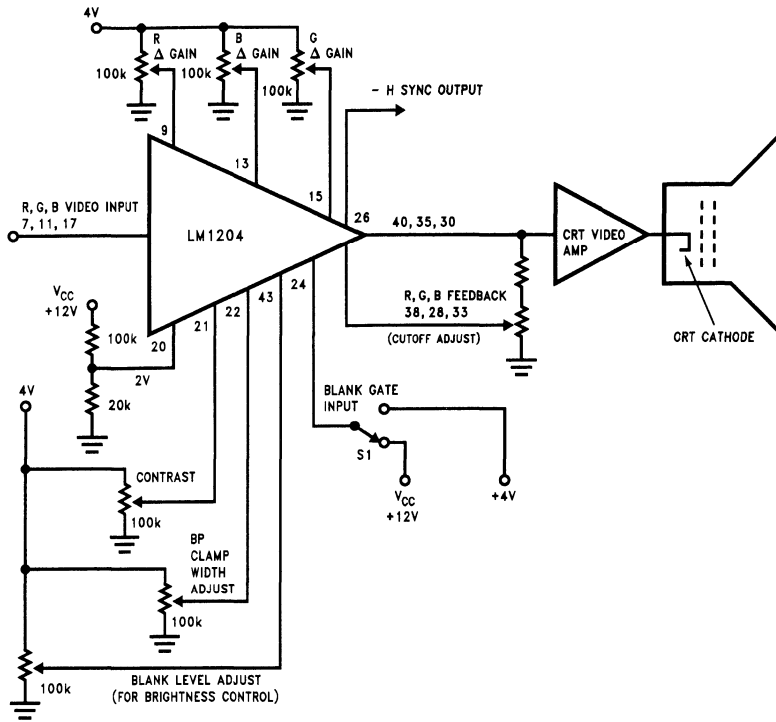 4V
R
Δ GAIN
B
Δ GAIN
G
Δ GAIN
100k
100k
100k
9
13
15
– H SYNC OUTPUT
R, G, B VIDEO INPUT
7, 11, 17
LM1204
26
40, 35, 30
CRT VIDEO
AMP
CRT CATHODE
R, G, B FEEDBACK
38, 28, 33
(CUTOFF ADJUST)
VCC
+12V
100k
20
21
22
43
24
2V
20k
4V
BLANK GATE
INPUT
S1
VCC
+12V
+4V
CONTRAST
100k
BP
CLAMP
WIDTH
ADJUST
100k
100k
BLANK LEVEL ADJUST
(FOR BRIGHTNESS CONTROL)